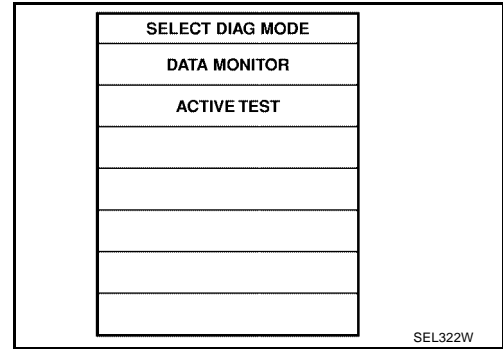 SELECT DIAG MODE
DATA MONITOR
ACTIVE TEST
SEL322W